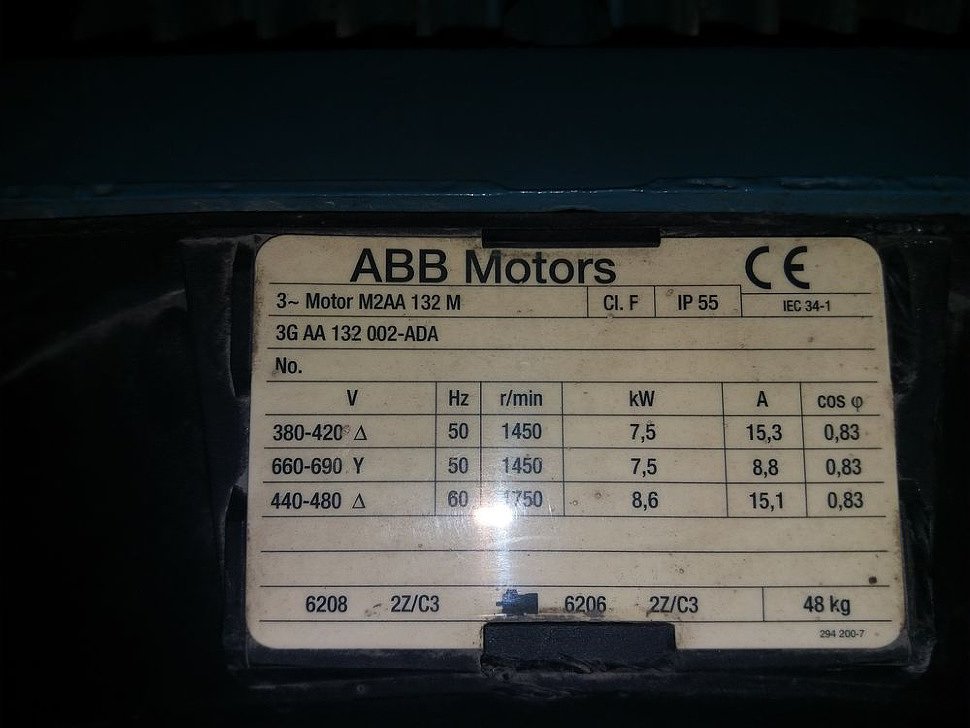 ABB Motors CE
3~ Motor M2AA 132 M Cl. F IP 55 IEC 34-1
3G AA 132 002-ADA
No.
V Hz r/min kW A cos φ
380-420 Δ 50 1450 7,5 15,3 0,83
660-690 Y 50 1450 7,5 8,8 0,83
440-480 Δ 60 1750 8,6 15,1 0,83
6208 2Z/C3 6206 2Z/C3 48 kg
294 200-7